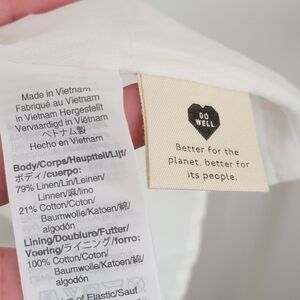 Made in Vietnam
Fabriqué au Vietnam
in Vietnam Hergestellt
Vervaardigd in Vietnam
ベトナム製
Hecho en Vietnam
Body/Corps/Hauptteil/Lijf/
ボディ/cuerpo:
79% Linen/Lin/Leinen/
Linnen/麻/lino
21% Cotton/Coton/
Baumwolle/Katoen/綿/
algodón
Lining/Doublure/Futter/
Voering/ライニング/forro:
100% Cotton/Coton/
Baumwolle/Katoen/綿/
algodón
of Elastic/Sauf
DO
WELL
Better for the
planet, better for
its people.